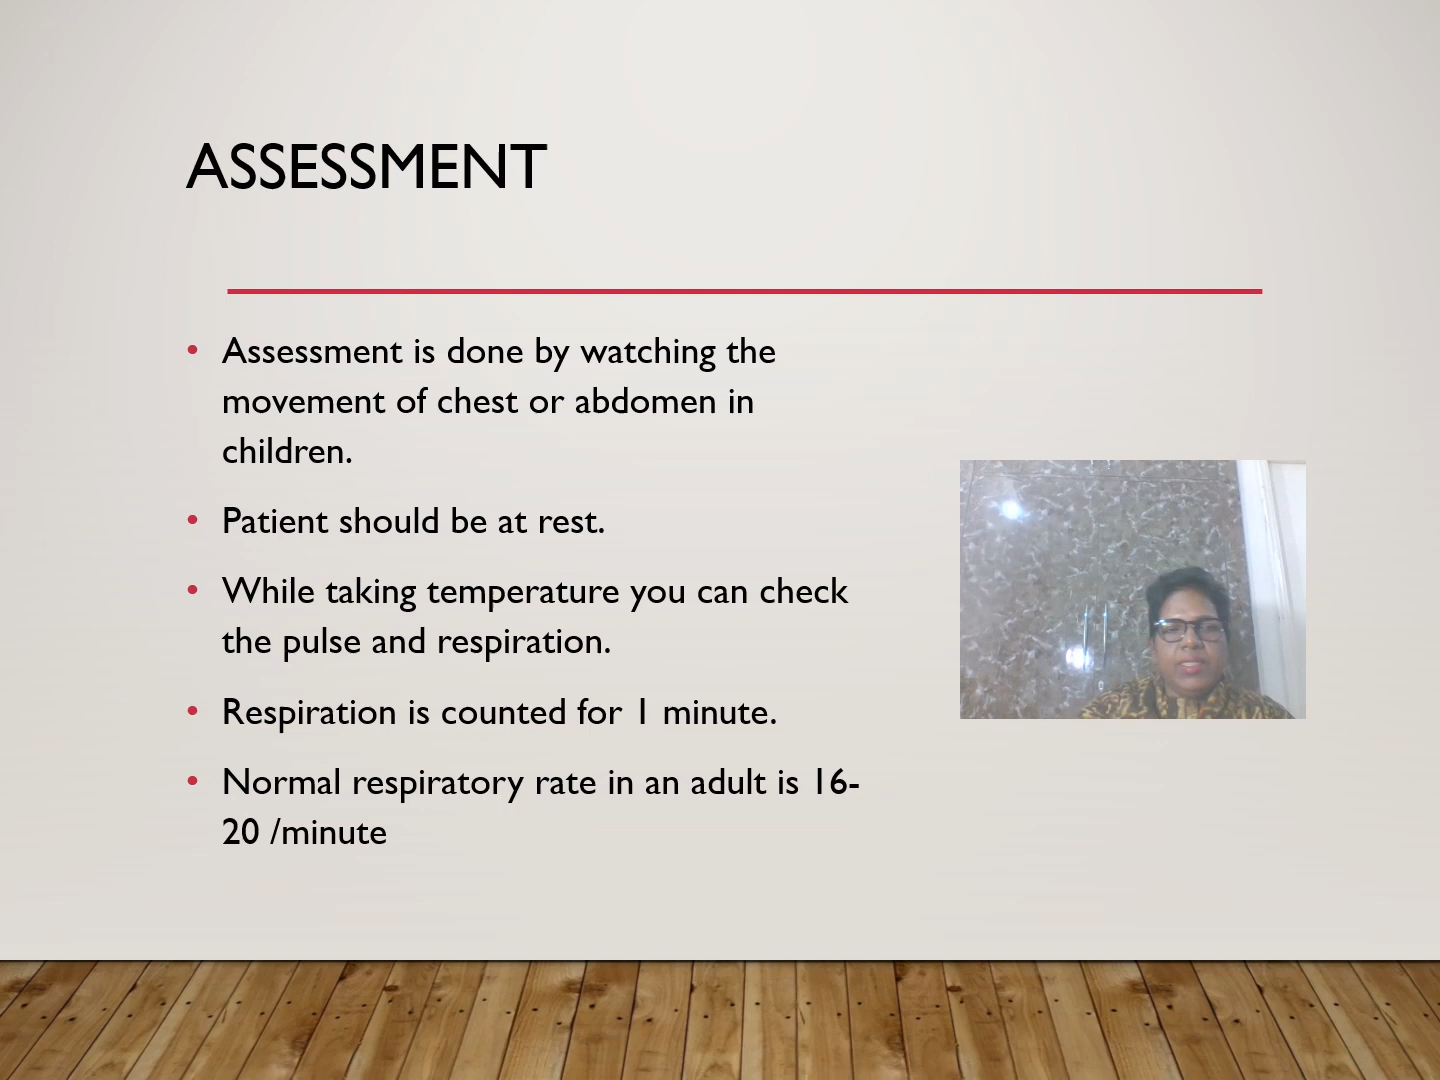 ASSESSMENT
• Assessment is done by watching the
movement of chest or abdomen in
children.
• Patient should be at rest.
• While taking temperature you can check
the pulse and respiration.
• Respiration is counted for 1 minute.
• Normal respiratory rate in an adult is 16-
20 /minute